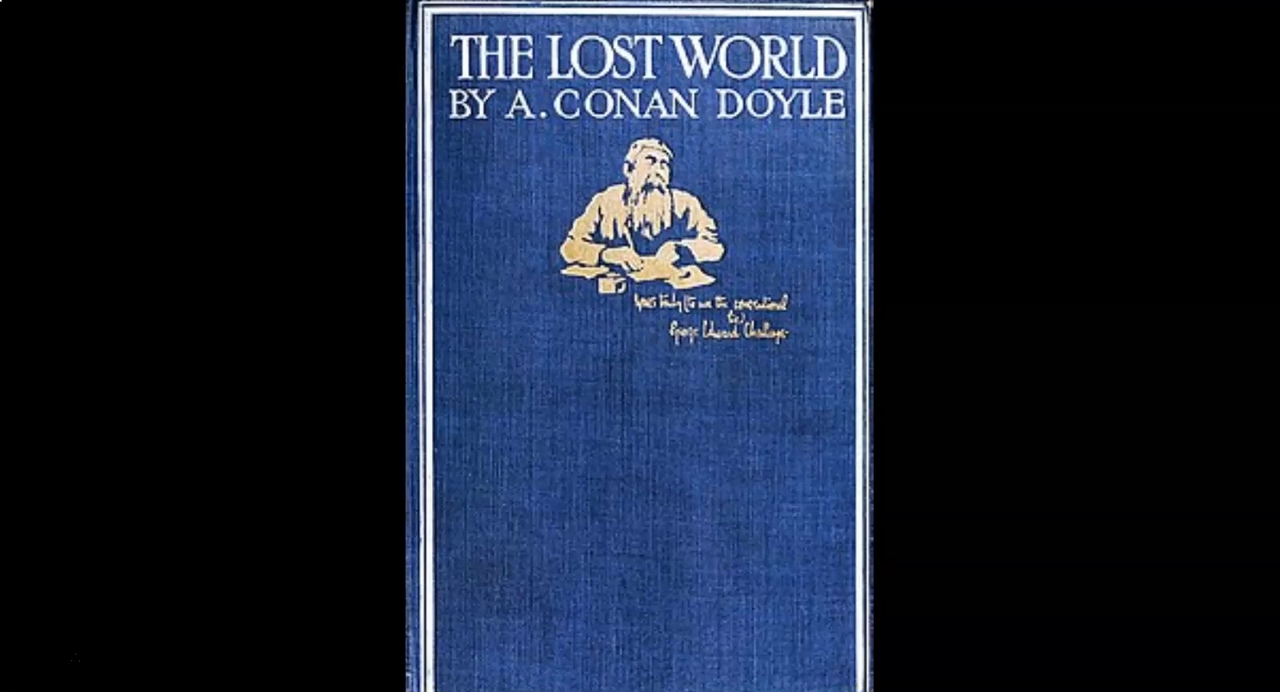 THE LOST WORLD
BY A. CONAN DOYLE
Yours truly (to use the conventional
lie)
George Edward Challenger